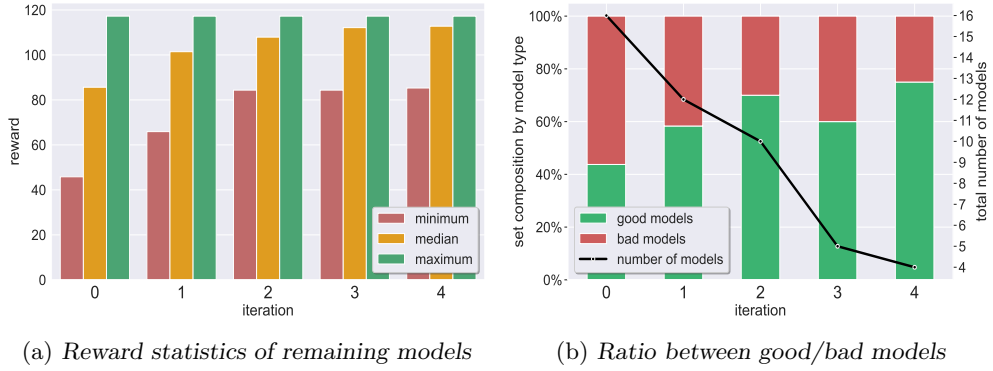 120
100
80
60
40
20
0
reward
minimum
median
maximum
0 1 2 3 4
iteration
(a) Reward statistics of remaining models
100%
80%
60%
40%
20%
0%
set composition by model type
good models
bad models
number of models
16
15
14
13
12
11
10
9
8
7
6
5
4
total number of models
0 1 2 3 4
iteration
(b) Ratio between good/bad models